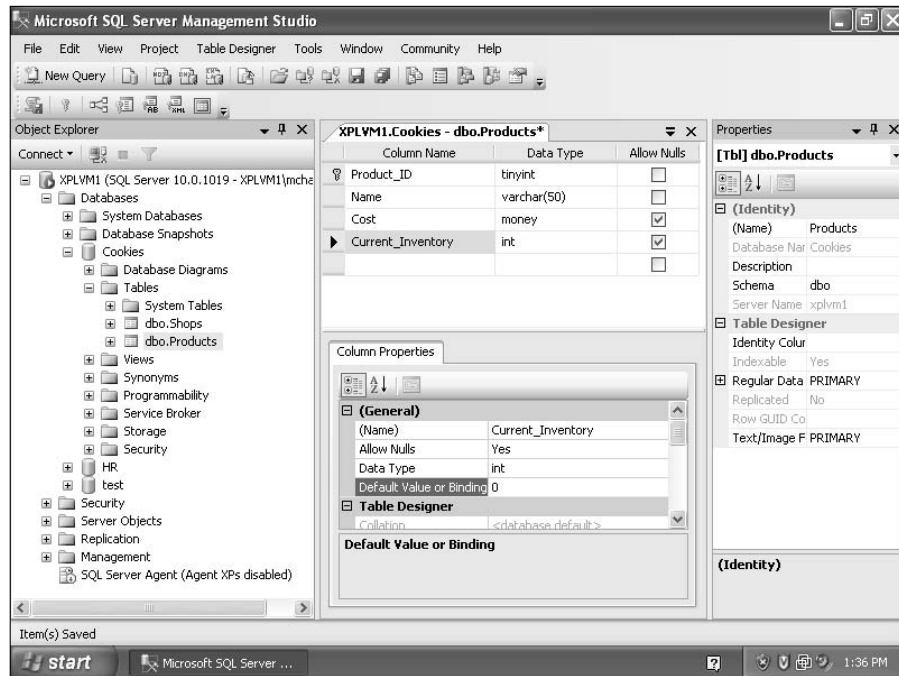 Microsoft SQL Server Management Studio
File Edit View Project Table Designer Tools Window Community Help
New Query
Object Explorer
Connect
XPLVM1 (SQL Server 10.0.1019 - XPLVM1\mcha
Databases
System Databases
Database Snapshots
Cookies
Database Diagrams
Tables
System Tables
dbo.Shops
dbo.Products
Views
Synonyms
Programmability
Service Broker
Storage
Security
HR
test
Security
Server Objects
Replication
Management
SQL Server Agent (Agent XPs disabled)
XPLVM1.Cookies - dbo.Products*
Column Name Data Type Allow Nulls
Product_ID tinyint
Name varchar(50)
Cost money
Current_Inventory int
Column Properties
(General)
(Name) Current_Inventory
Allow Nulls Yes
Data Type int
Default Value or Binding 0
Table Designer
Collation <database default>
Default Value or Binding
Properties
[Tbl] dbo.Products
(Identity)
(Name) Products
Database Nar Cookies
Description
Schema dbo
Server Name xplvm1
Table Designer
Identity Colur
Indexable Yes
Regular Data PRIMARY
Replicated No
Row GUID Co
Text/Image F PRIMARY
(Identity)
Item(s) Saved
start Microsoft SQL Server ... 1:36 PM